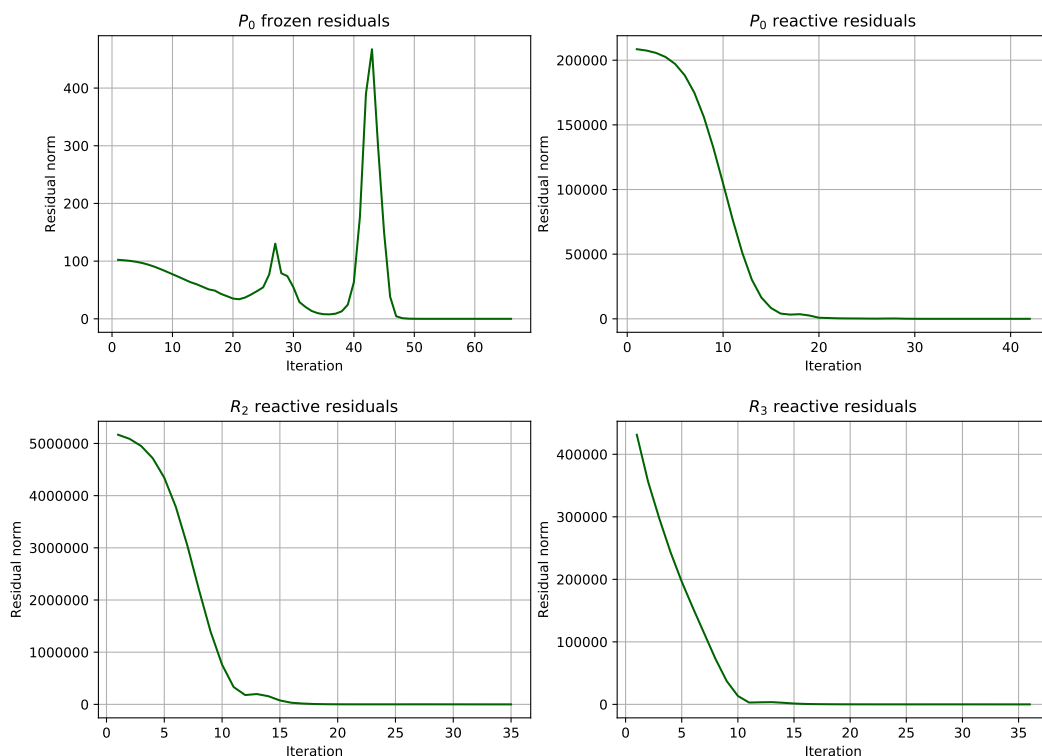 P₀ frozen residuals
Residual norm
400
300
200
100
0
0 10 20 30 40 50 60
Iteration
P₀ reactive residuals
Residual norm
200000
150000
100000
50000
0
0 10 20 30 40
Iteration
R₂ reactive residuals
Residual norm
5000000
4000000
3000000
2000000
1000000
0
0 5 10 15 20 25 30 35
Iteration
R₃ reactive residuals
Residual norm
400000
300000
200000
100000
0
0 5 10 15 20 25 30 35
Iteration